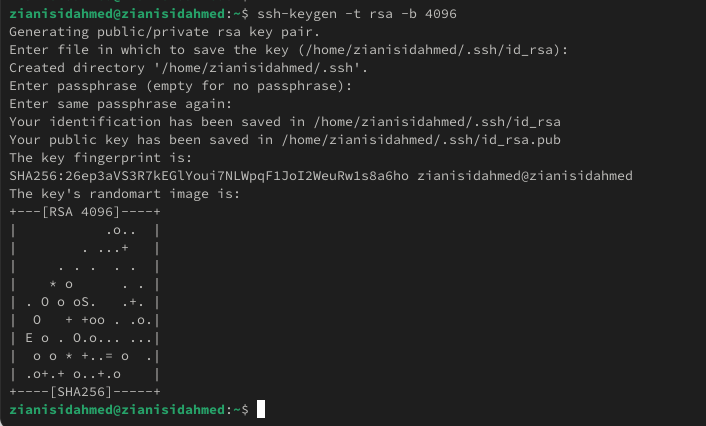 zianisidahmed@zianisidahmed:~$ ssh-keygen -t rsa -b 4096
Generating public/private rsa key pair.
Enter file in which to save the key (/home/zianisidahmed/.ssh/id_rsa):
Created directory '/home/zianisidahmed/.ssh'.
Enter passphrase (empty for no passphrase):
Enter same passphrase again:
Your identification has been saved in /home/zianisidahmed/.ssh/id_rsa
Your public key has been saved in /home/zianisidahmed/.ssh/id_rsa.pub
The key fingerprint is:
SHA256:26ep3aVS3R7kEGlYoui7NLWpqF1JoI2WeuRw1s8a6ho zianisidahmed@zianisidahmed
The key's randomart image is:
+---[RSA 4096]----+
|           .o..  |
|        . ...+   |
|     . . .  . .  |
|    * o      . . |
| . O o oS.   .+. |
|  O   + +oo . .o.|
| E o . O.o... ...|
|  o o * +..= o  .|
| .o+.+ o..+.o    |
+----[SHA256]-----+
zianisidahmed@zianisidahmed:~$